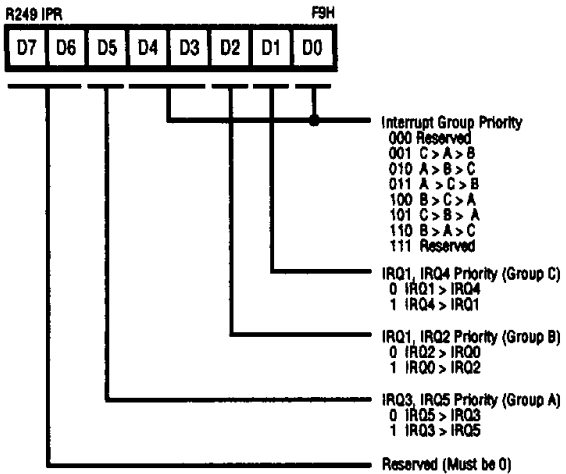 R249 IPR F9H
D7 D6 D5 D4 D3 D2 D1 D0
Interrupt Group Priority
000 Reserved
001 C > A > B
010 A > B > C
011 A > C > B
100 B > C > A
101 C > B > A
110 B > A > C
111 Reserved
IRQ1, IRQ4 Priority (Group C)
0 IRQ1 > IRQ4
1 IRQ4 > IRQ1
IRQ1, IRQ2 Priority (Group B)
0 IRQ2 > IRQ0
1 IRQ0 > IRQ2
IRQ3, IRQ5 Priority (Group A)
0 IRQ5 > IRQ3
1 IRQ3 > IRQ5
Reserved (Must be 0)